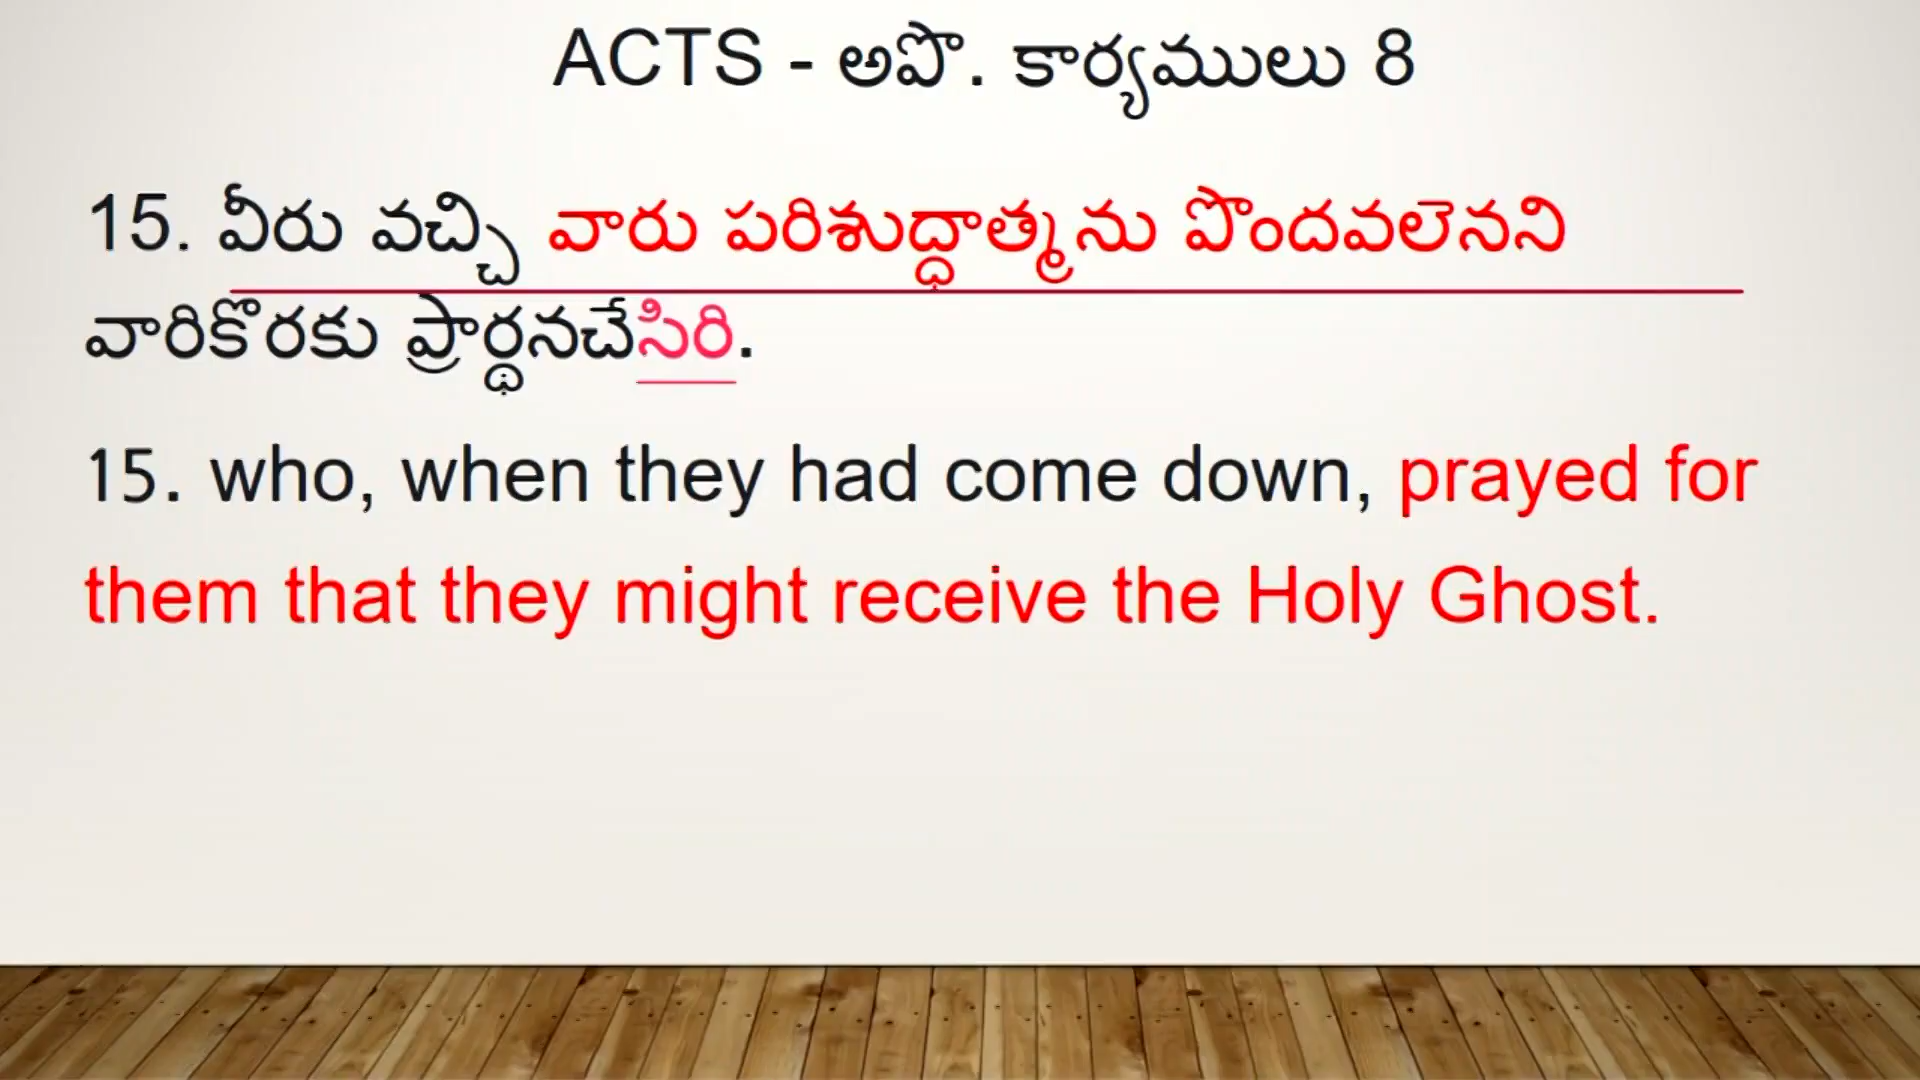 ACTS - అపొ. కార్యములు 8
15. వీరు వచ్చి వారు పరిశుద్ధాత్మను పొందవలెనని
వారికొరకు ప్రార్థనచేసిరి.
15. who, when they had come down, prayed for
them that they might receive the Holy Ghost.